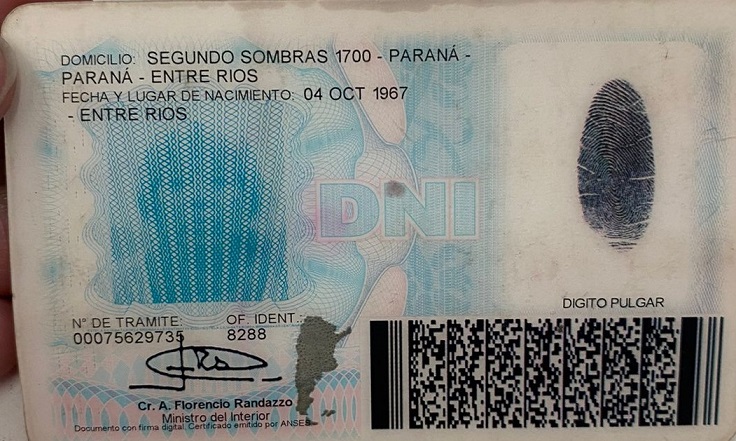 DOMICILIO: SEGUNDO SOMBRAS 1700 - PARANÁ -
PARANÁ - ENTRE RIOS
FECHA Y LUGAR DE NACIMIENTO: 04 OCT 1967
- ENTRE RIOS
DNI
DIGITO PULGAR
N° DE TRAMITE: OF. IDENT.:
00075629735 8288
Cr. A. Florencio Randazzo
Ministro del Interior
Documento con firma digital. Certificado emitido por ANSES